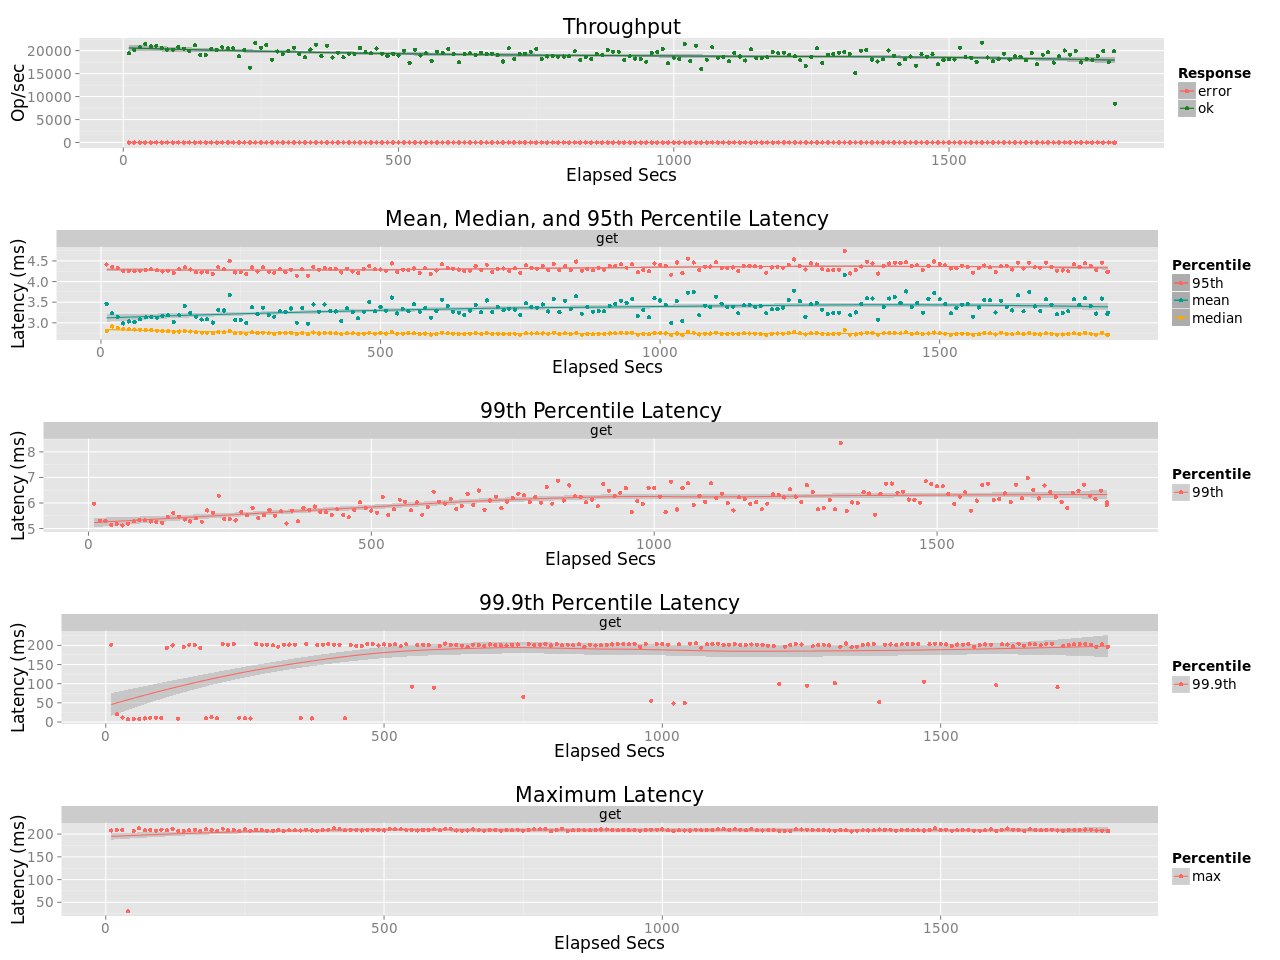 Throughput
Op/sec
20000
15000
10000
5000
0
0 500 1000 1500
Elapsed Secs
Response
error
ok
Mean, Median, and 95th Percentile Latency
get
Latency (ms)
4.5
4.0
3.5
3.0
0 500 1000 1500
Elapsed Secs
Percentile
95th
mean
median
99th Percentile Latency
get
Latency (ms)
8
7
6
5
0 500 1000 1500
Elapsed Secs
Percentile
99th
99.9th Percentile Latency
get
Latency (ms)
200
150
100
50
0
0 500 1000 1500
Elapsed Secs
Percentile
99.9th
Maximum Latency
get
Latency (ms)
200
150
100
50
0 500 1000 1500
Elapsed Secs
Percentile
max